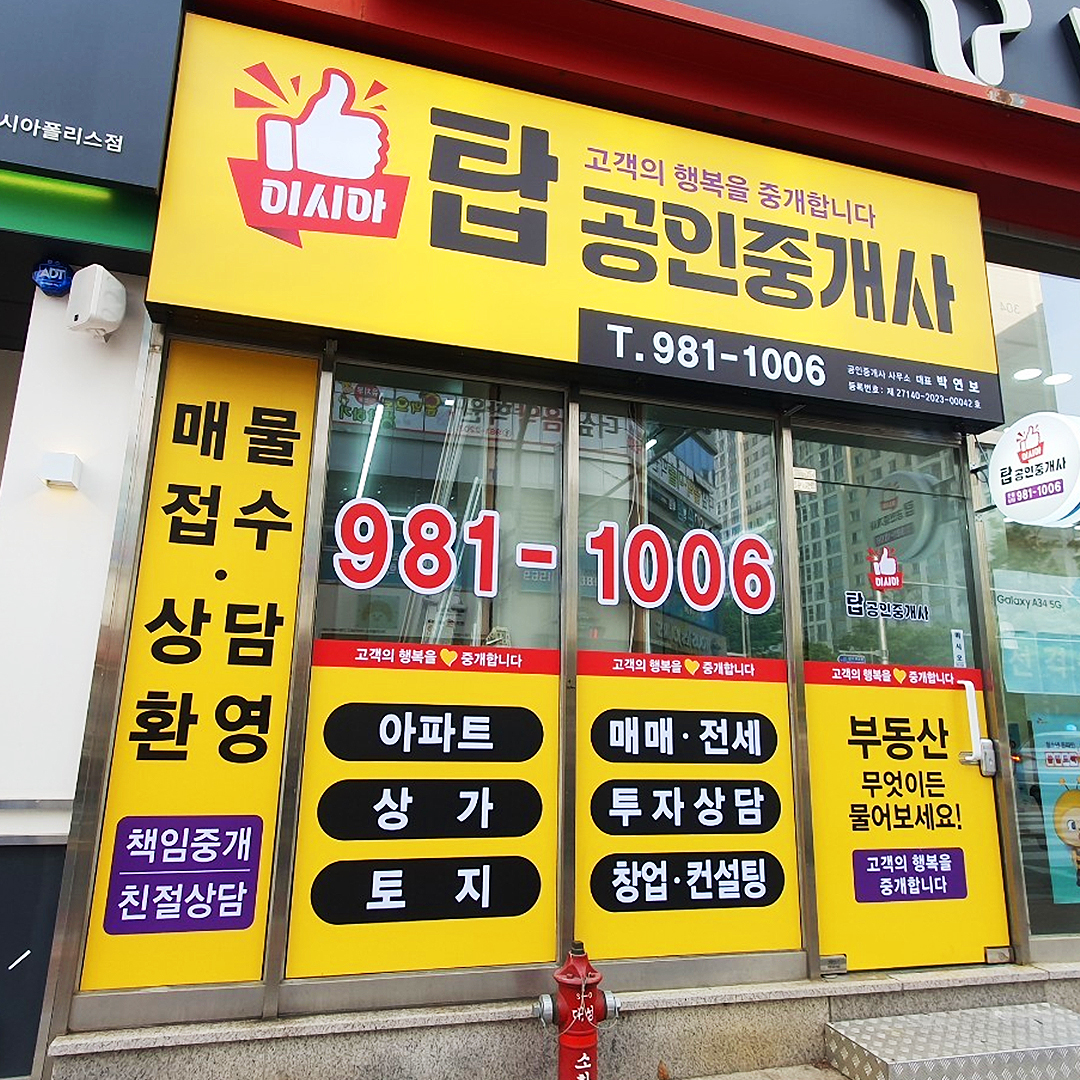 시아폴리스점
이시아
탑
고객의 행복을 중개합니다
공인중개사
T.981-1006
공인중개사 사무소 대표 박연보
등록번호 : 제 27140-2023-00042 호
ADT
매물
접수
·
상담
환영
책임중개
친절상담
981-1006
고객의 행복을 중개합니다
아파트
상 가
토 지
고객의 행복을 중개합니다
매매·전세
투자상담
창업·컨설팅
이시아
탑 공인중개사
고객의 행복을 중개합니다
부동산
무엇이든
물어보세요!
고객의 행복을
중개합니다
이시아
탑 공인중개사
981-1006
Galaxy A34 5G